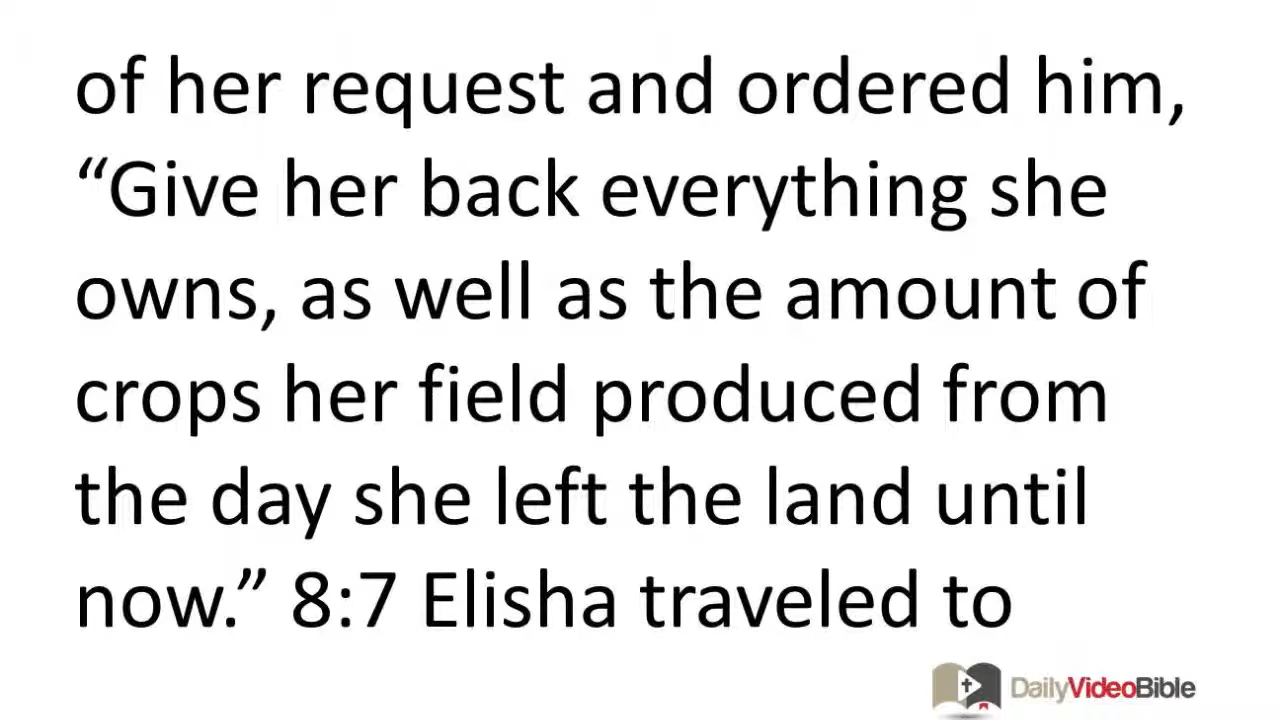 of her request and ordered him,
“Give her back everything she
owns, as well as the amount of
crops her field produced from
the day she left the land until
now.” 8:7 Elisha traveled to
DailyVideoBible